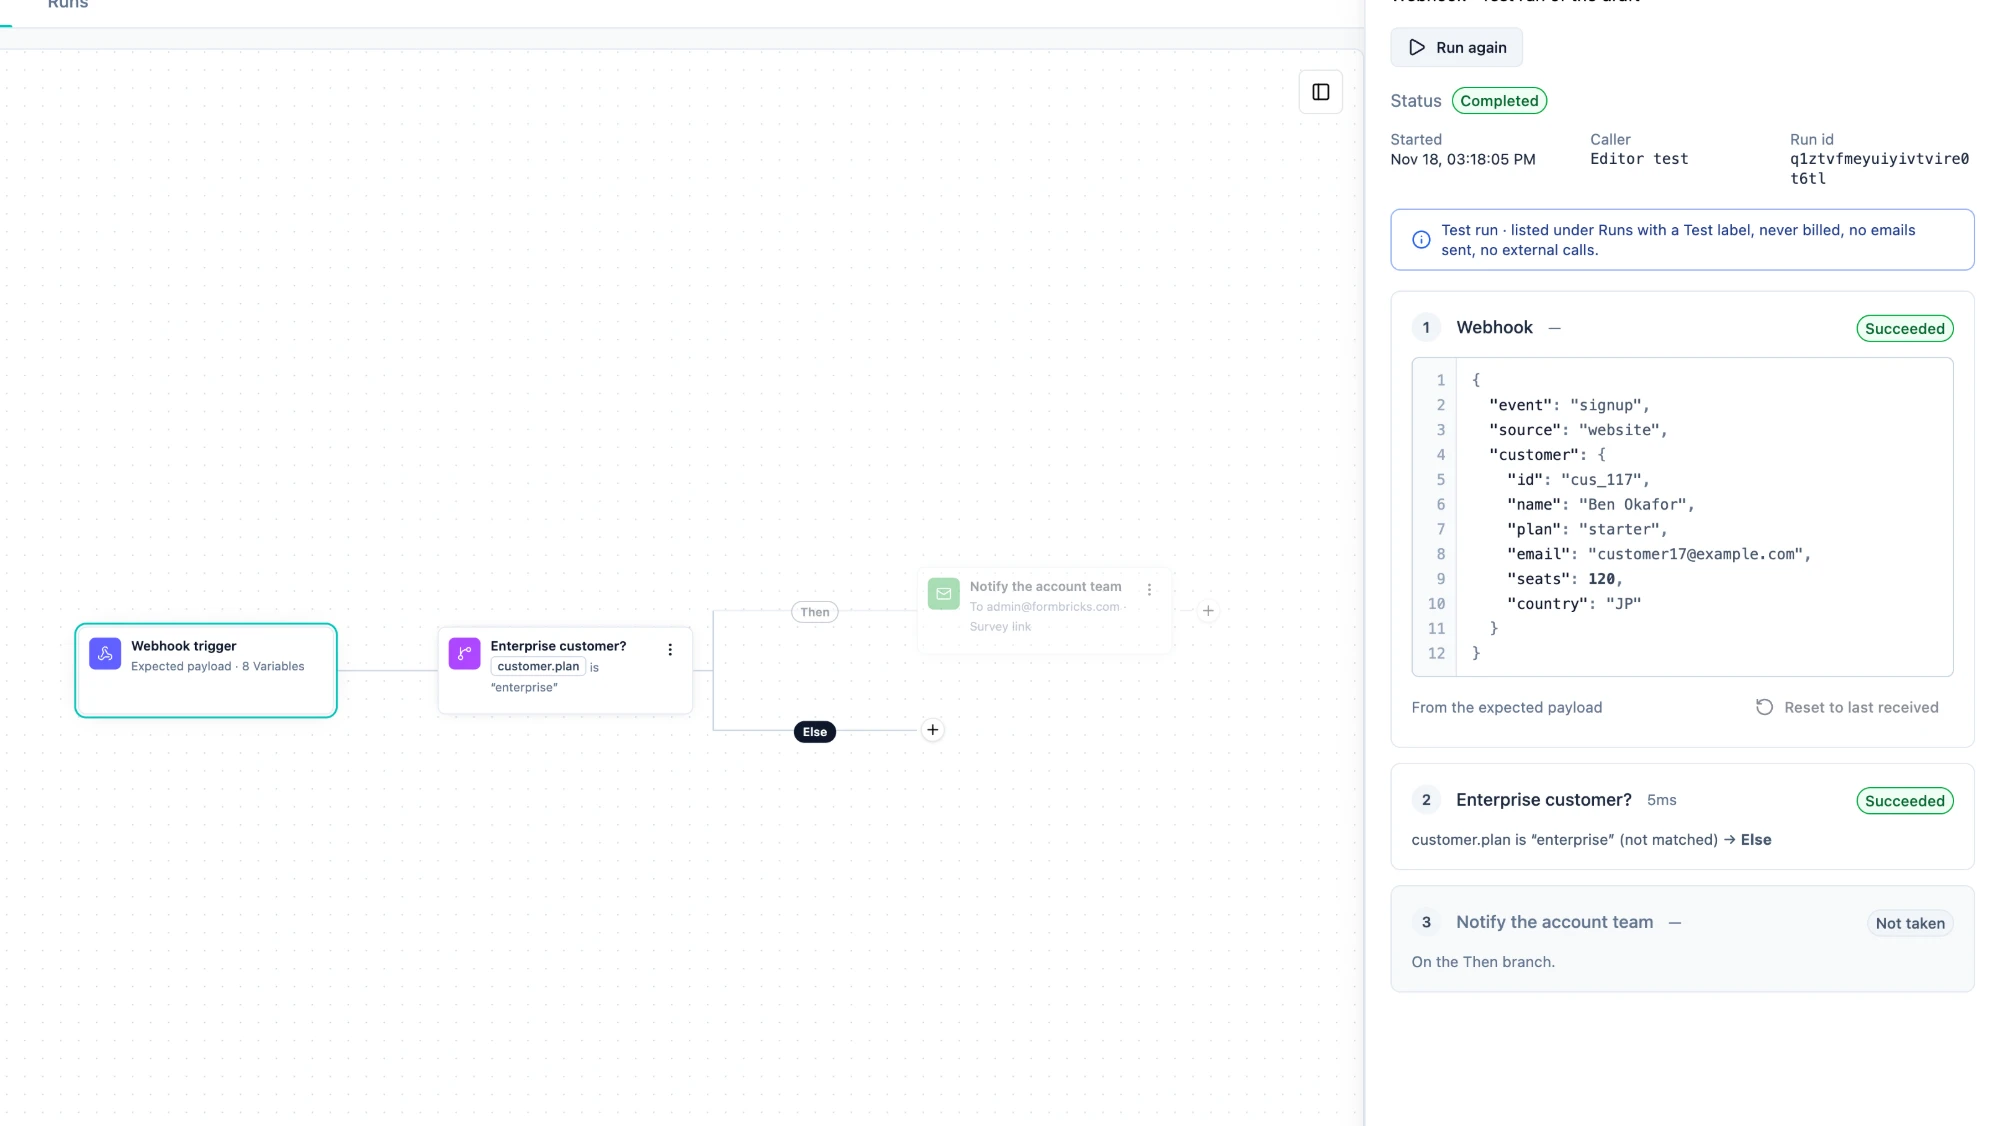 Runs
Webhook trigger
Expected payload · 8 Variables
Enterprise customer?
customer.plan is
“enterprise”
Then
Notify the account team
To admin@formbricks.com ·
Survey link
Else
Run again
Status Completed
Started
Nov 18, 03:18:05 PM
Caller
Editor test
Run id
q1ztvfmeyuiyivtvire0
t6tl
Test run · listed under Runs with a Test label, never billed, no emails
sent, no external calls.
1 Webhook — Succeeded
1 {
2 "event": "signup",
3 "source": "website",
4 "customer": {
5 "id": "cus_117",
6 "name": "Ben Okafor",
7 "plan": "starter",
8 "email": "customer17@example.com",
9 "seats": 120,
10 "country": "JP"
11 }
12 }
From the expected payload
Reset to last received
2 Enterprise customer? 5ms Succeeded
customer.plan is “enterprise” (not matched) → Else
3 Notify the account team — Not taken
On the Then branch.